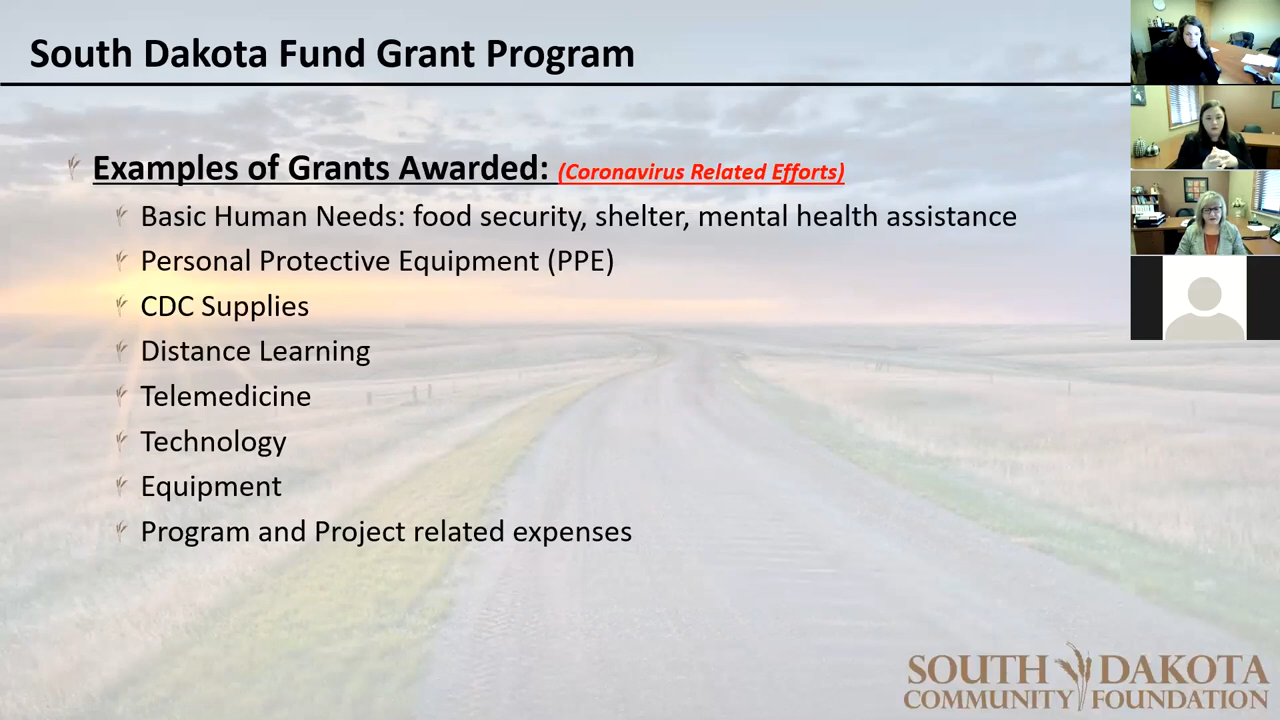 South Dakota Fund Grant Program
Examples of Grants Awarded: (Coronavirus Related Efforts)
Basic Human Needs: food security, shelter, mental health assistance
Personal Protective Equipment (PPE)
CDC Supplies
Distance Learning
Telemedicine
Technology
Equipment
Program and Project related expenses
SOUTH DAKOTA
COMMUNITY FOUNDATION